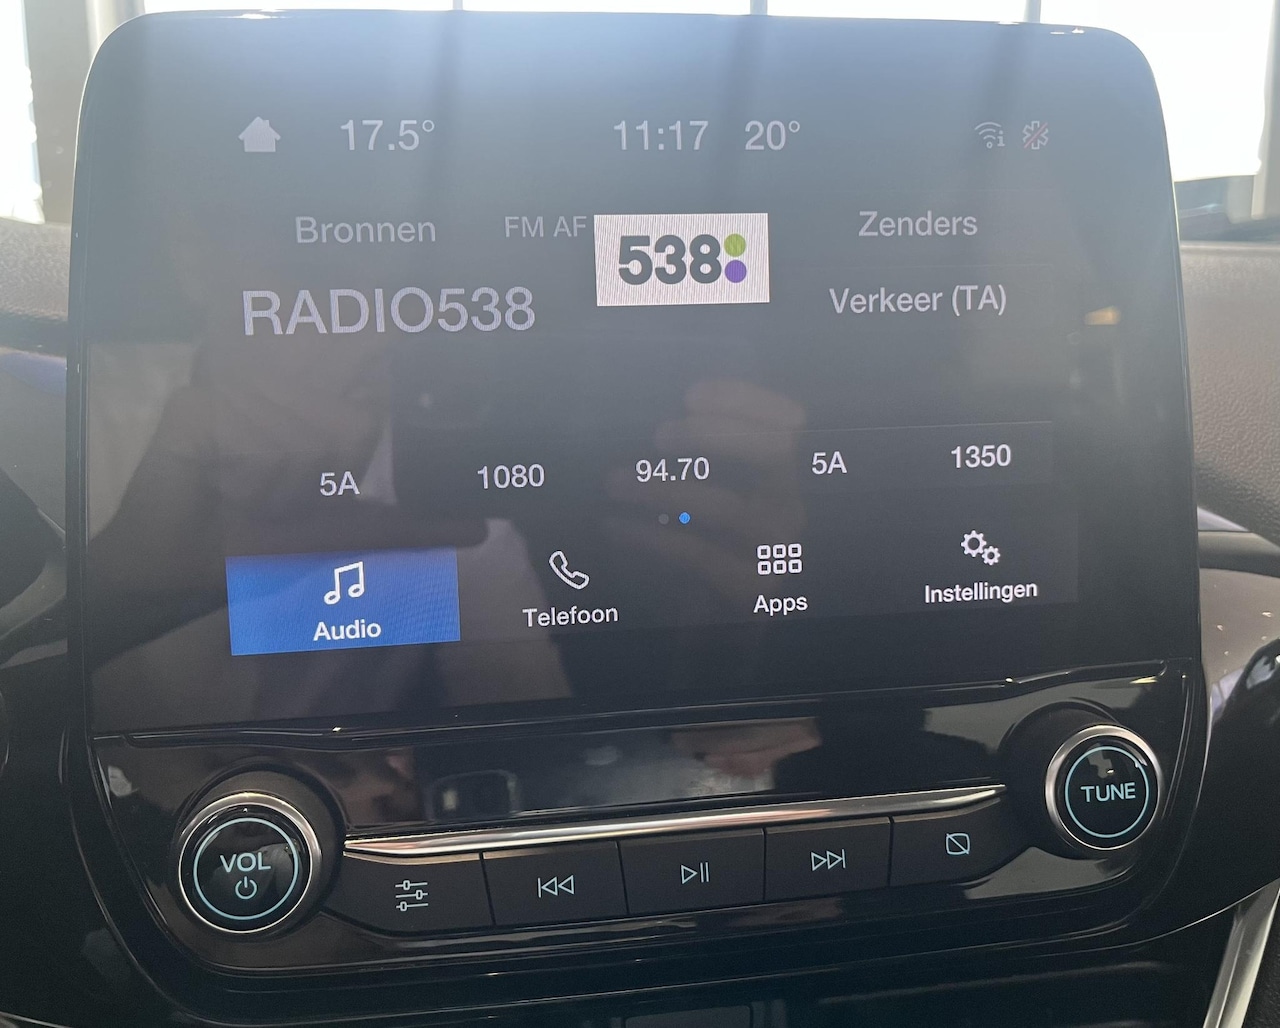 17.5° 11:17 20°
Bronnen FM AF 538 Zenders
RADIO538 Verkeer (TA)
5A 1080 94.70 5A 1350
Audio Telefoon Apps Instellingen
VOL TUNE